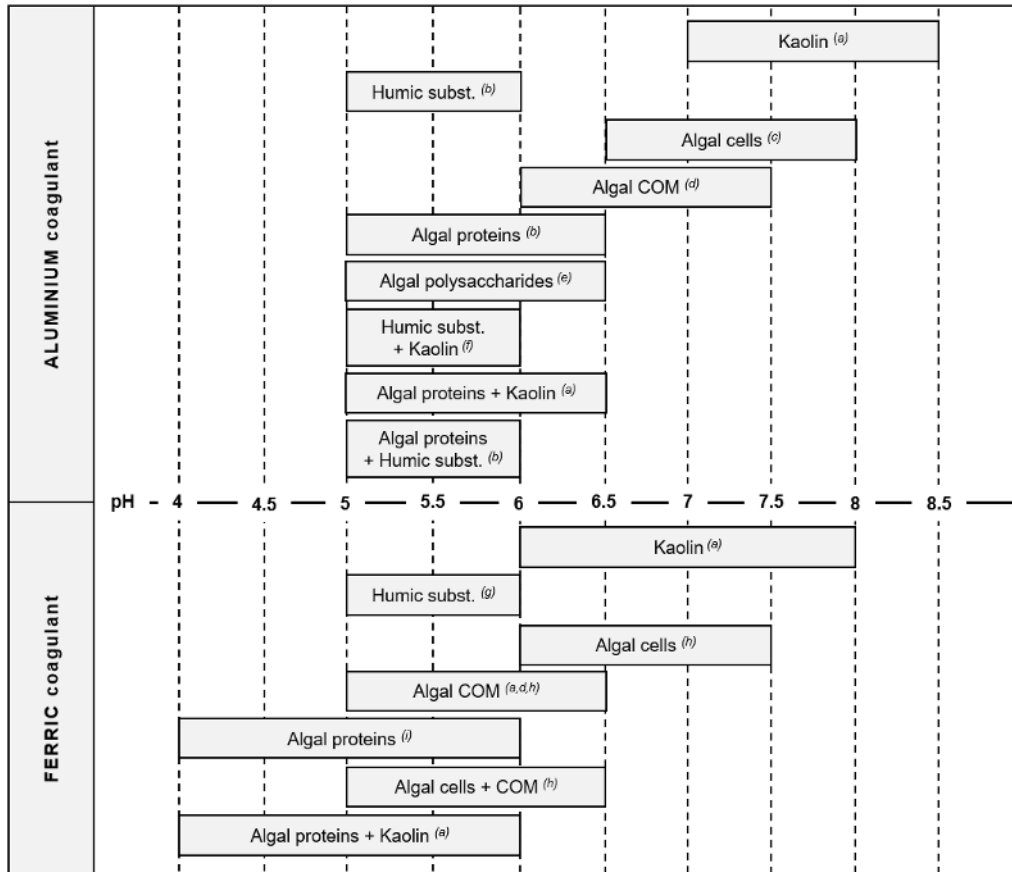 ALUMINIUM coagulant
Kaolin (a)
Humic subst. (b)
Algal cells (c)
Algal COM (d)
Algal proteins (b)
Algal polysaccharides (e)
Humic subst.
+ Kaolin (f)
Algal proteins + Kaolin (a)
Algal proteins
+ Humic subst. (b)
pH 4 4.5 5 5.5 6 6.5 7 7.5 8 8.5
FERRIC coagulant
Kaolin (a)
Humic subst. (g)
Algal cells (h)
Algal COM (a,d,h)
Algal proteins (i)
Algal cells + COM (h)
Algal proteins + Kaolin (a)